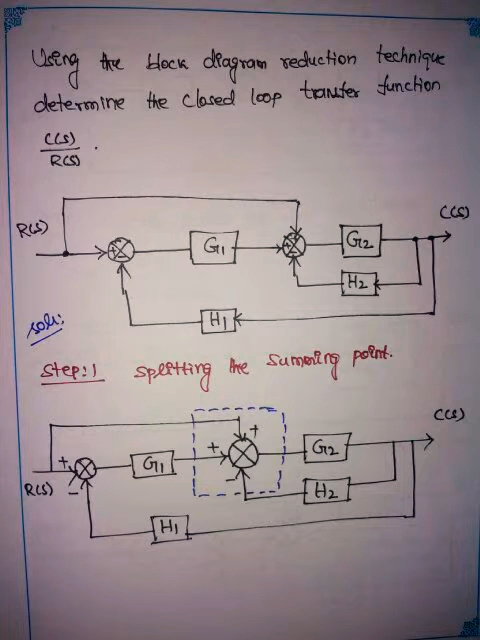 Using the block diagram reduction technique
determine the closed loop transfer function
C(S)
R(S) .
C(S)
R(S)
+ G1 + + G2
H2
H1
soln:
Step:1 splitting the summing point.
C(S)
+
+ G1 + G2
R(S) - - H2
H1